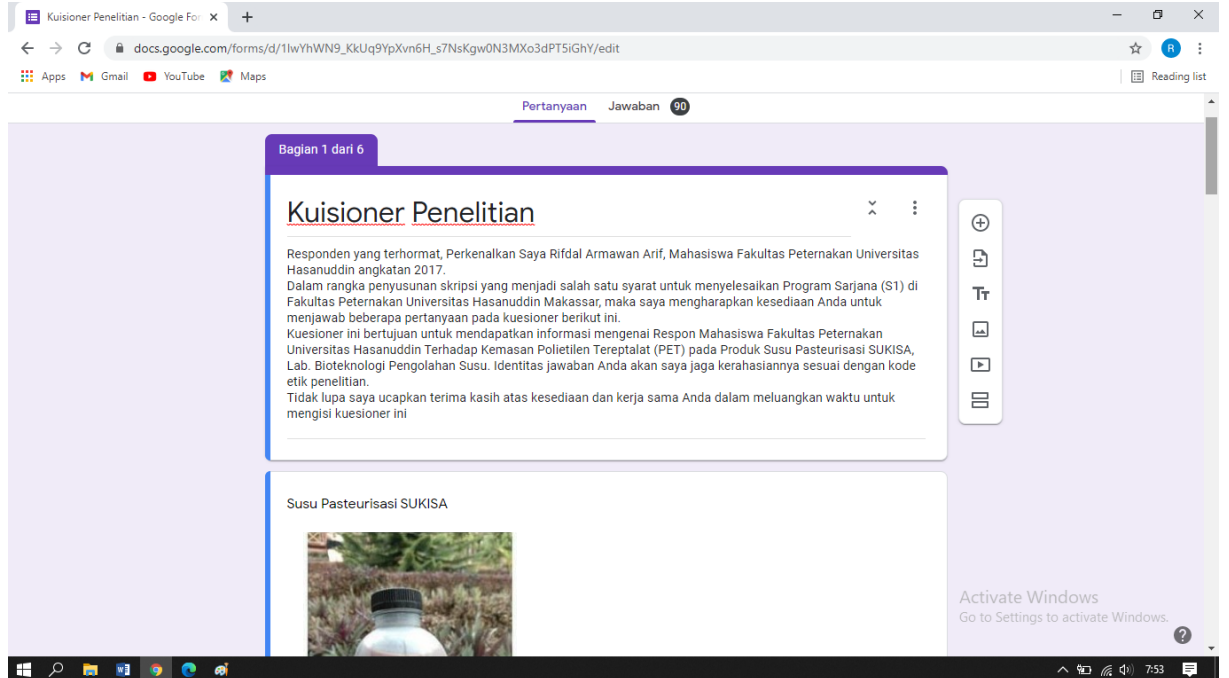 Kuisioner Penelitian - Google For
docs.google.com/forms/d/1IwYhWN9_KkUq9YpXvn6H_s7NsKgw0N3MXo3dPT5iGhY/edit
R
Apps Gmail YouTube Maps Reading list
Pertanyaan Jawaban 90
Bagian 1 dari 6
Kuisioner Penelitian
Responden yang terhormat, Perkenalkan Saya Rifdal Armawan Arif, Mahasiswa Fakultas Peternakan Universitas
Hasanuddin angkatan 2017.
Dalam rangka penyusunan skripsi yang menjadi salah satu syarat untuk menyelesaikan Program Sarjana (S1) di
Fakultas Peternakan Universitas Hasanuddin Makassar, maka saya mengharapkan kesediaan Anda untuk
menjawab beberapa pertanyaan pada kuesioner berikut ini.
Kuesioner ini bertujuan untuk mendapatkan informasi mengenai Respon Mahasiswa Fakultas Peternakan
Universitas Hasanuddin Terhadap Kemasan Polietilen Tereptalat (PET) pada Produk Susu Pasteurisasi SUKISA,
Lab. Bioteknologi Pengolahan Susu. Identitas jawaban Anda akan saya jaga kerahasiannya sesuai dengan kode
etik penelitian.
Tidak lupa saya ucapkan terima kasih atas kesediaan dan kerja sama Anda dalam meluangkan waktu untuk
mengisi kuesioner ini
Tт
Susu Pasteurisasi SUKISA
Activate Windows
Go to Settings to activate Windows.
7:53